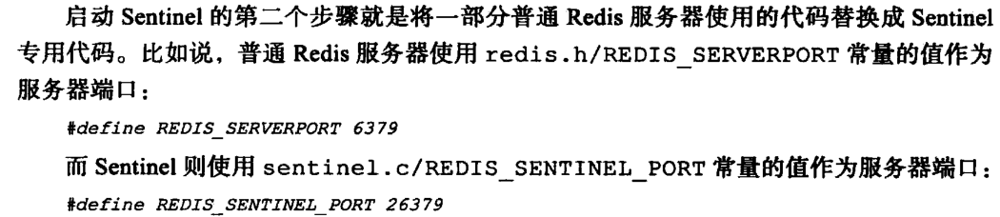 启动 Sentinel 的第二个步骤就是将一部分普通 Redis 服务器使用的代码替换成 Sentinel
专用代码。比如说，普通 Redis 服务器使用 redis.h/REDIS_SERVERPORT 常量的值作为
服务器端口：
#define REDIS_SERVERPORT 6379
而 Sentinel 则使用 sentinel.c/REDIS_SENTINEL_PORT 常量的值作为服务器端口：
#define REDIS_SENTINEL_PORT 26379